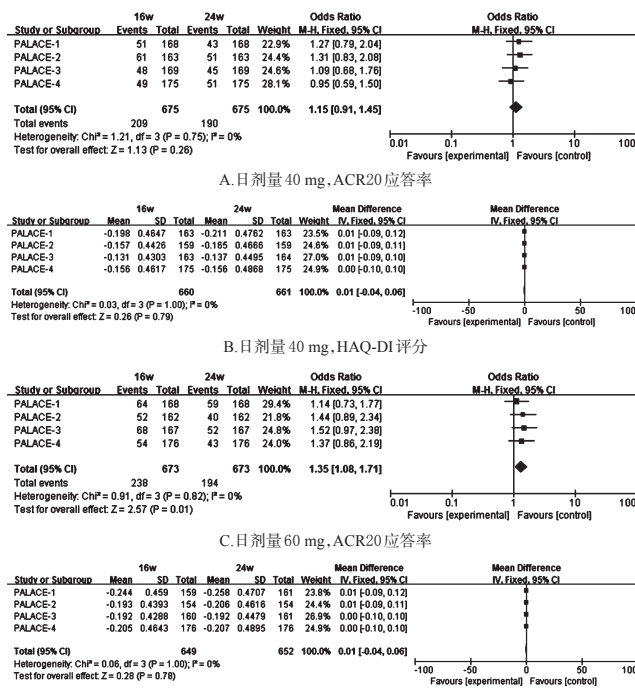 16w 24w Odds Ratio Odds Ratio
Study or Subgroup Events Total Events Total Weight M-H, Fixed, 95% CI M-H, Fixed, 95% CI
PALACE-1 51 168 43 168 22.9% 1.27 [0.79, 2.04]
PALACE-2 61 163 51 163 24.4% 1.31 [0.83, 2.08]
PALACE-3 48 169 45 169 24.6% 1.09 [0.68, 1.76]
PALACE-4 49 175 51 175 28.1% 0.95 [0.59, 1.50]
Total (95% CI) 675 675 100.0% 1.15 [0.91, 1.45]
Total events 209 190
Heterogeneity: Chi² = 1.21, df = 3 (P = 0.75); I² = 0%
Test for overall effect: Z = 1.13 (P = 0.26)
0.01 0.1 1 10 100
Favours [experimental] Favours [control]
A.日剂量40 mg,ACR20应答率
16w 24w Mean Difference Mean Difference
Study or Subgroup Mean SD Total Mean SD Total Weight IV, Fixed, 95% CI IV, Fixed, 95% CI
PALACE-1 -0.198 0.4647 163 -0.211 0.4762 163 23.5% 0.01 [-0.09, 0.12]
PALACE-2 -0.157 0.4426 159 -0.165 0.4666 159 24.6% 0.01 [-0.09, 0.11]
PALACE-3 -0.131 0.4303 163 -0.137 0.4495 164 27.0% 0.01 [-0.09, 0.10]
PALACE-4 -0.156 0.4617 175 -0.156 0.4868 175 24.9% 0.00 [-0.10, 0.10]
Total (95% CI) 660 661 100.0% 0.01 [-0.04, 0.06]
Heterogeneity: Chi² = 0.03, df = 3 (P = 1.00); I² = 0%
Test for overall effect: Z = 0.26 (P = 0.79)
-100 -50 0 50 100
Favours [experimental] Favours [control]
B.日剂量40 mg,HAQ-DI评分
16w 24w Odds Ratio Odds Ratio
Study or Subgroup Events Total Events Total Weight M-H, Fixed, 95% CI M-H, Fixed, 95% CI
PALACE-1 64 168 59 168 29.4% 1.14 [0.73, 1.77]
PALACE-2 52 162 40 162 21.8% 1.44 [0.89, 2.34]
PALACE-3 68 167 52 167 24.8% 1.52 [0.97, 2.38]
PALACE-4 54 176 43 176 24.0% 1.37 [0.86, 2.19]
Total (95% CI) 673 673 100.0% 1.35 [1.08, 1.71]
Total events 238 194
Heterogeneity: Chi² = 0.91, df = 3 (P = 0.82); I² = 0%
Test for overall effect: Z = 2.57 (P = 0.01)
0.01 0.1 1 10 100
Favours [experimental] Favours [control]
C.日剂量60 mg,ACR20应答率
16w 24w Mean Difference Mean Difference
Study or Subgroup Mean SD Total Mean SD Total Weight IV, Fixed, 95% CI IV, Fixed, 95% CI
PALACE-1 -0.244 0.459 159 -0.258 0.4707 161 23.8% 0.01 [-0.09, 0.12]
PALACE-2 -0.193 0.4393 154 -0.206 0.4616 154 24.0% 0.01 [-0.09, 0.11]
PALACE-3 -0.192 0.4288 160 -0.192 0.4479 161 26.3% 0.00 [-0.10, 0.10]
PALACE-4 -0.205 0.4643 176 -0.207 0.4895 176 25.9% 0.00 [-0.10, 0.10]
Total (95% CI) 649 652 100.0% 0.01 [-0.04, 0.06]
Heterogeneity: Chi² = 0.06, df = 3 (P = 1.00); I² = 0%
Test for overall effect: Z = 0.28 (P = 0.78)
-100 -50 0 50 100
Favours [experimental] Favours [control]